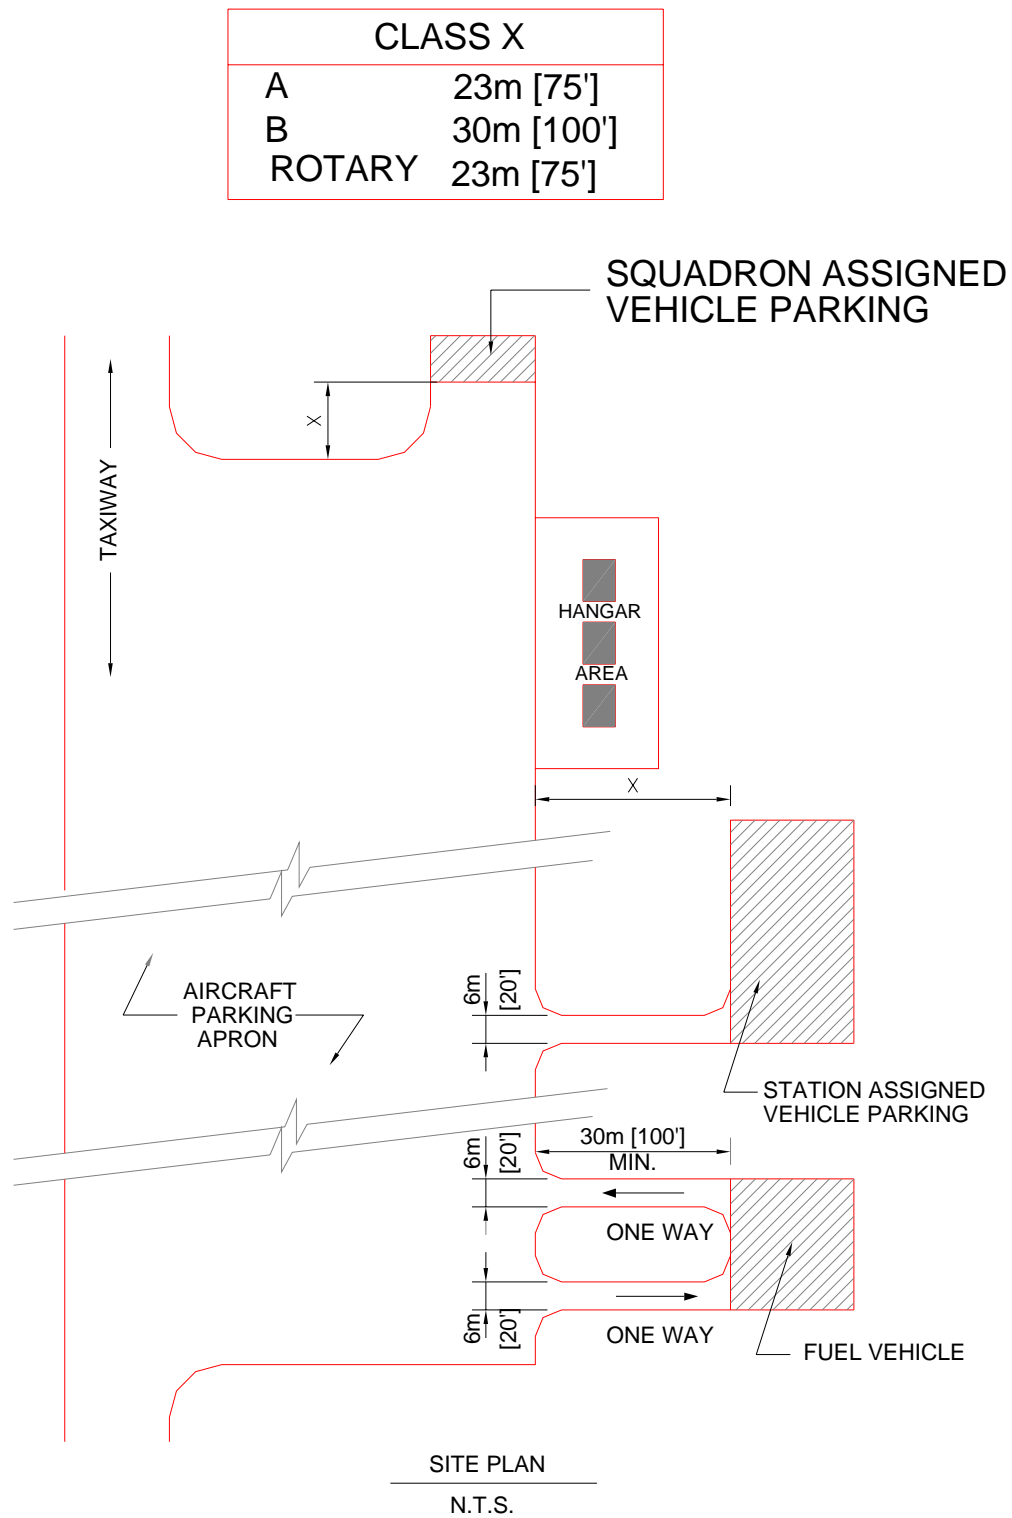 CLASS X
A 23m [75']
B 30m [100']
ROTARY 23m [75']
SQUADRON ASSIGNED
VEHICLE PARKING
X
TAXIWAY
HANGAR
AREA
X
6m
[20']
AIRCRAFT
PARKING
APRON
STATION ASSIGNED
VEHICLE PARKING
30m [100']
MIN.
6m
[20']
ONE WAY
6m
[20']
ONE WAY
FUEL VEHICLE
SITE PLAN
N.T.S.